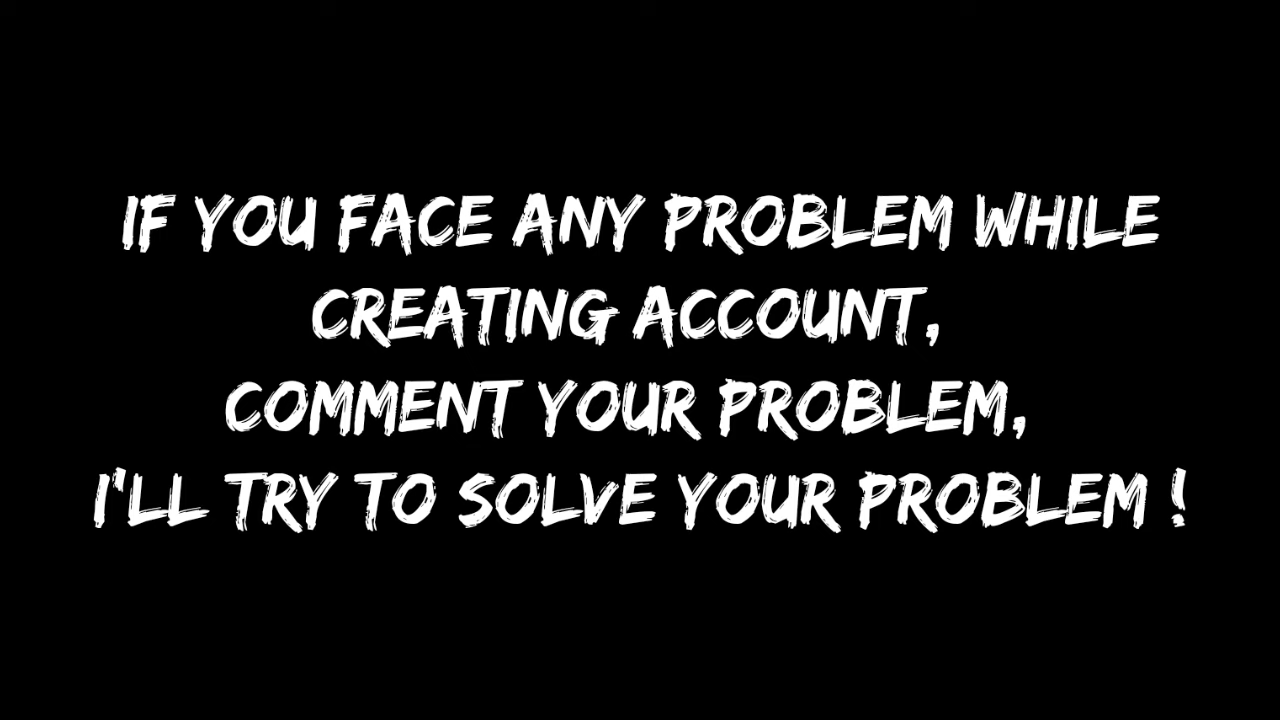 IF YOU FACE ANY PROBLEM WHILE
CREATING ACCOUNT,
COMMENT YOUR PROBLEM,
I'LL TRY TO SOLVE YOUR PROBLEM !